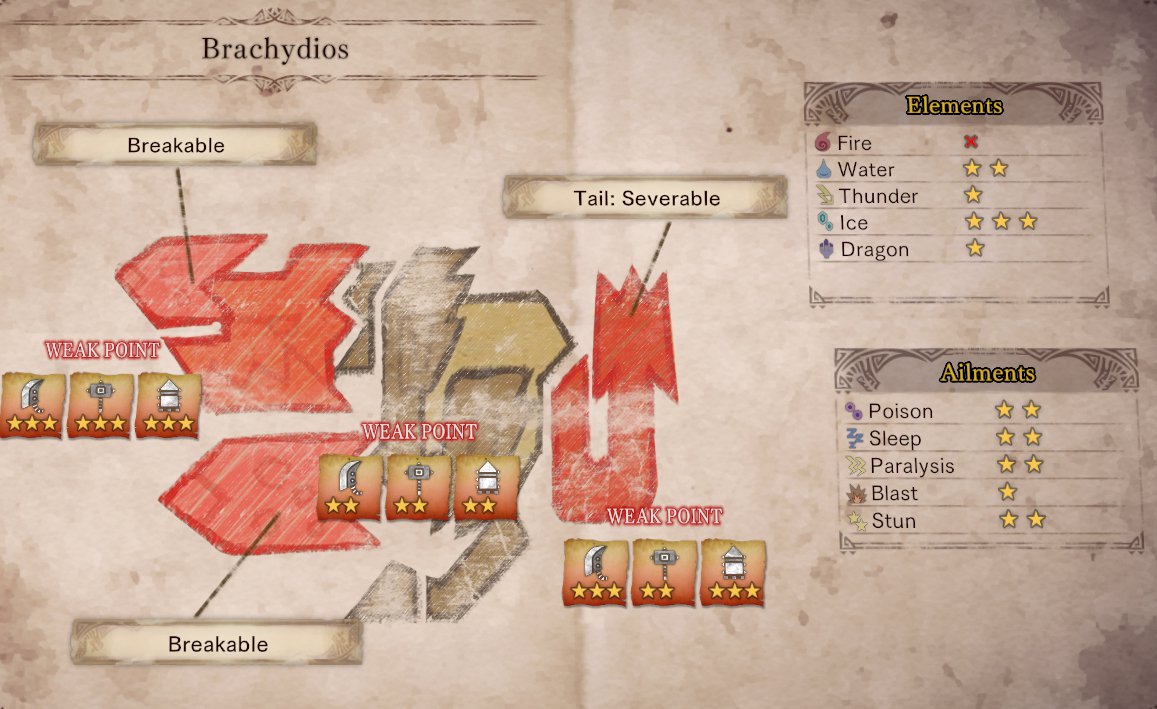 Brachydios
Breakable
Tail: Severable
WEAK POINT
WEAK POINT
WEAK POINT
Breakable
Elements
Fire
Water
Thunder
Ice
Dragon
Ailments
Poison
Sleep
Paralysis
Blast
Stun